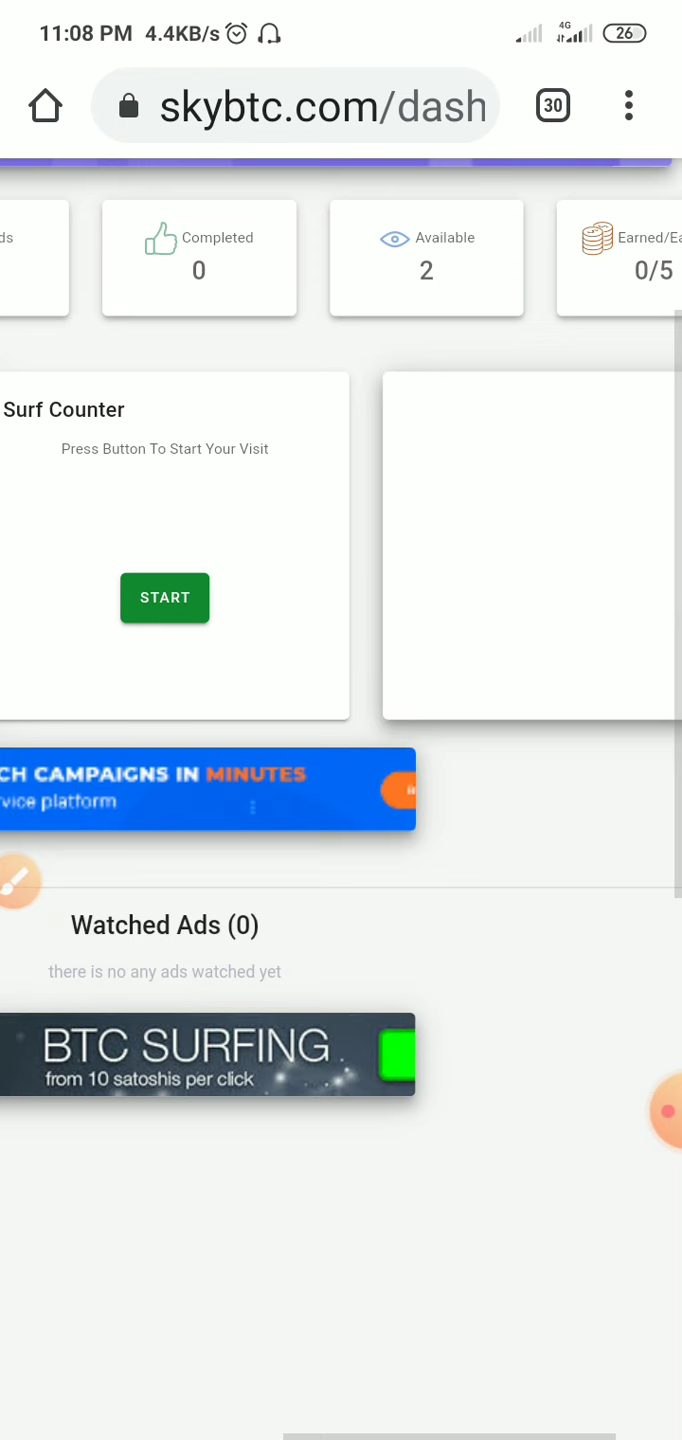 11:08 PM 4.4KB/s 4G 26
skybtc.com/dash 30
ds
Completed
0
Available
2
Earned/Ea
0/5
Surf Counter
Press Button To Start Your Visit
START
CH CAMPAIGNS IN MINUTES
rvice platform
Watched Ads (0)
there is no any ads watched yet
BTC SURFING
from 10 satoshis per click